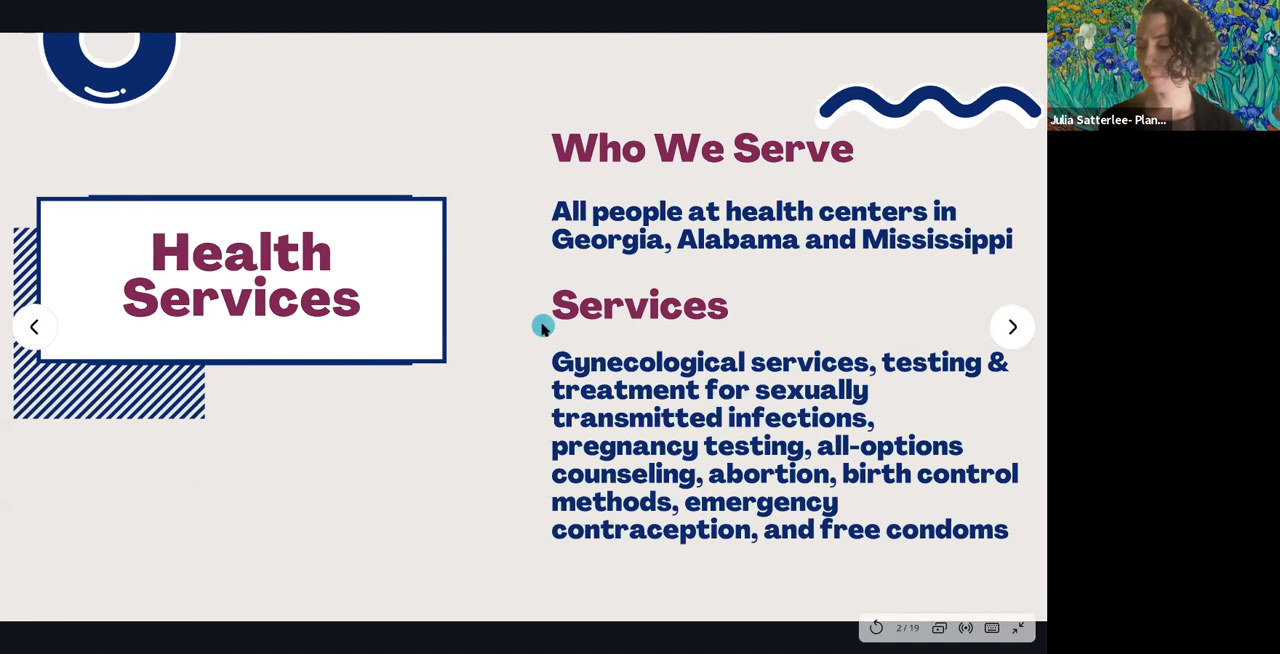 Health
Services
Who We Serve
All people at health centers in
Georgia, Alabama and Mississippi
Services
Gynecological services, testing &
treatment for sexually
transmitted infections,
pregnancy testing, all-options
counseling, abortion, birth control
methods, emergency
contraception, and free condoms
Julia Satterlee- Plan...
2 / 19